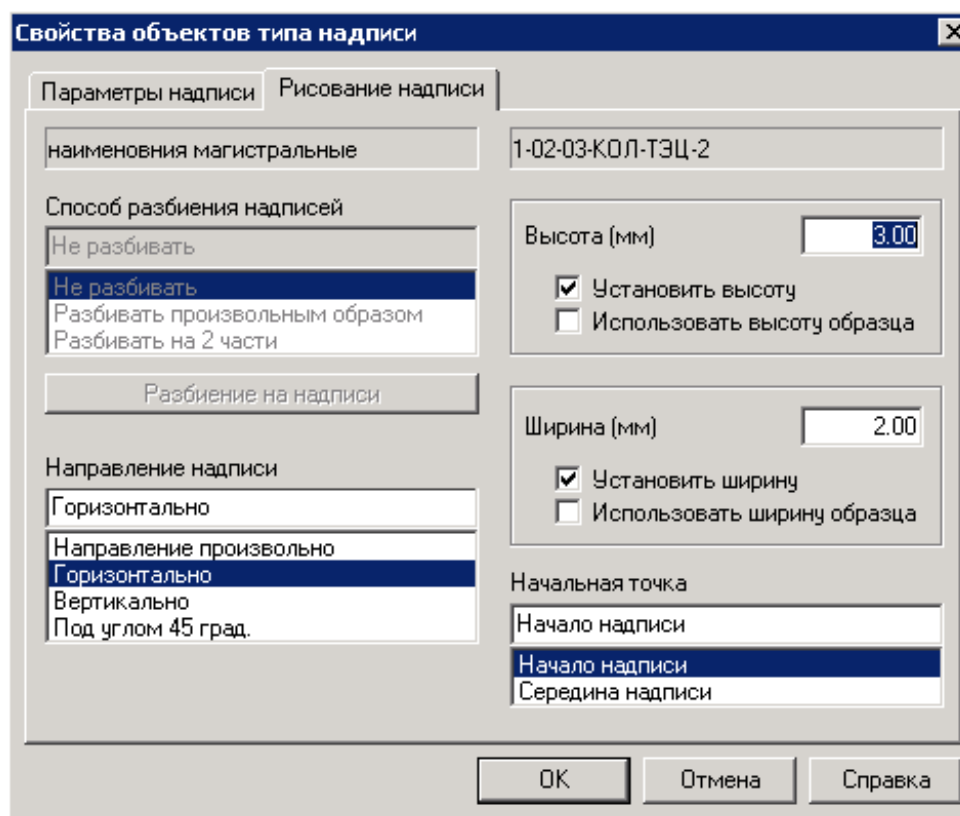 Свойства объектов типа надписи
Параметры надписи
Рисование надписи
наименовния магистральные
1-02-03-КОЛ-ТЭЦ-2
Способ разбиения надписей
Не разбивать
Не разбивать
Разбивать произвольным образом
Разбивать на 2 части
Разбиение на надписи
Направление надписи
Горизонтально
Направление произвольно
Горизонтально
Вертикально
Под углом 45 град.
Высота (мм)
3.00
Установить высоту
Использовать высоту образца
Ширина (мм)
2.00
Установить ширину
Использовать ширину образца
Начальная точка
Начало надписи
Начало надписи
Середина надписи
ОК
Отмена
Справка